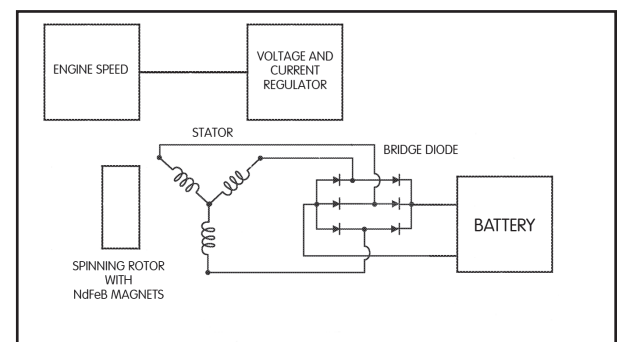 ENGINE SPEED
VOLTAGE AND
CURRENT
REGULATOR
STATOR
BRIDGE DIODE
BATTERY
SPINNING ROTOR
WITH
NdFeB MAGNETS